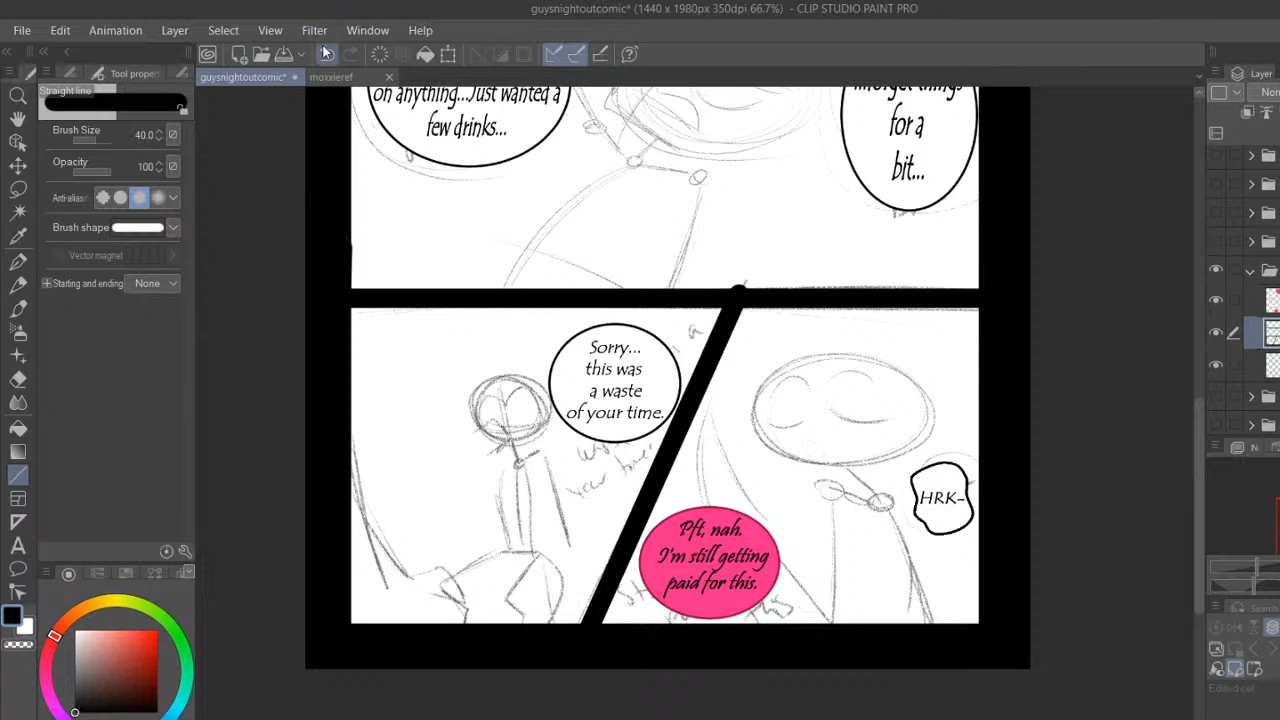 guysnightoutcomic* (1440 x 1980px 350dpi 66.7%) - CLIP STUDIO PAINT PRO
File Edit Animation Layer Select View Filter Window Help
Tool proper
guysnightoutcomic* moxxieref
Layer
Straight line
Brush Size 40.0
Opacity 100
Anti-alias
Brush shape
Vector magnet
Starting and ending None
on anything...Just wanted a
few drinks...
things
for a
bit...
Sorry...
this was
a waste
of your time.
HRK-
Pft, nah.
I'm still getting
paid for this.
Search
Edited cel